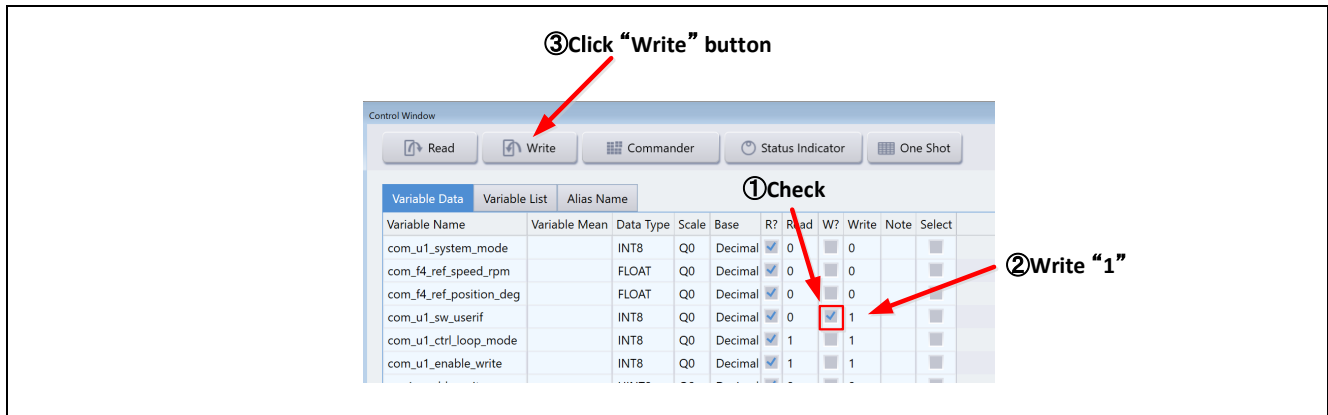 ③Click “Write” button
Control Window
Read Write Commander Status Indicator One Shot
①Check
Variable Data Variable List Alias Name
Variable Name Variable Mean Data Type Scale Base R? Read W? Write Note Select
com_u1_system_mode INT8 Q0 Decimal 0 0
com_f4_ref_speed_rpm FLOAT Q0 Decimal 0 0
②Write “1”
com_f4_ref_position_deg FLOAT Q0 Decimal 0 0
com_u1_sw_userif INT8 Q0 Decimal 0 1
com_u1_ctrl_loop_mode INT8 Q0 Decimal 1 1
com_u1_enable_write INT8 Q0 Decimal 1 1